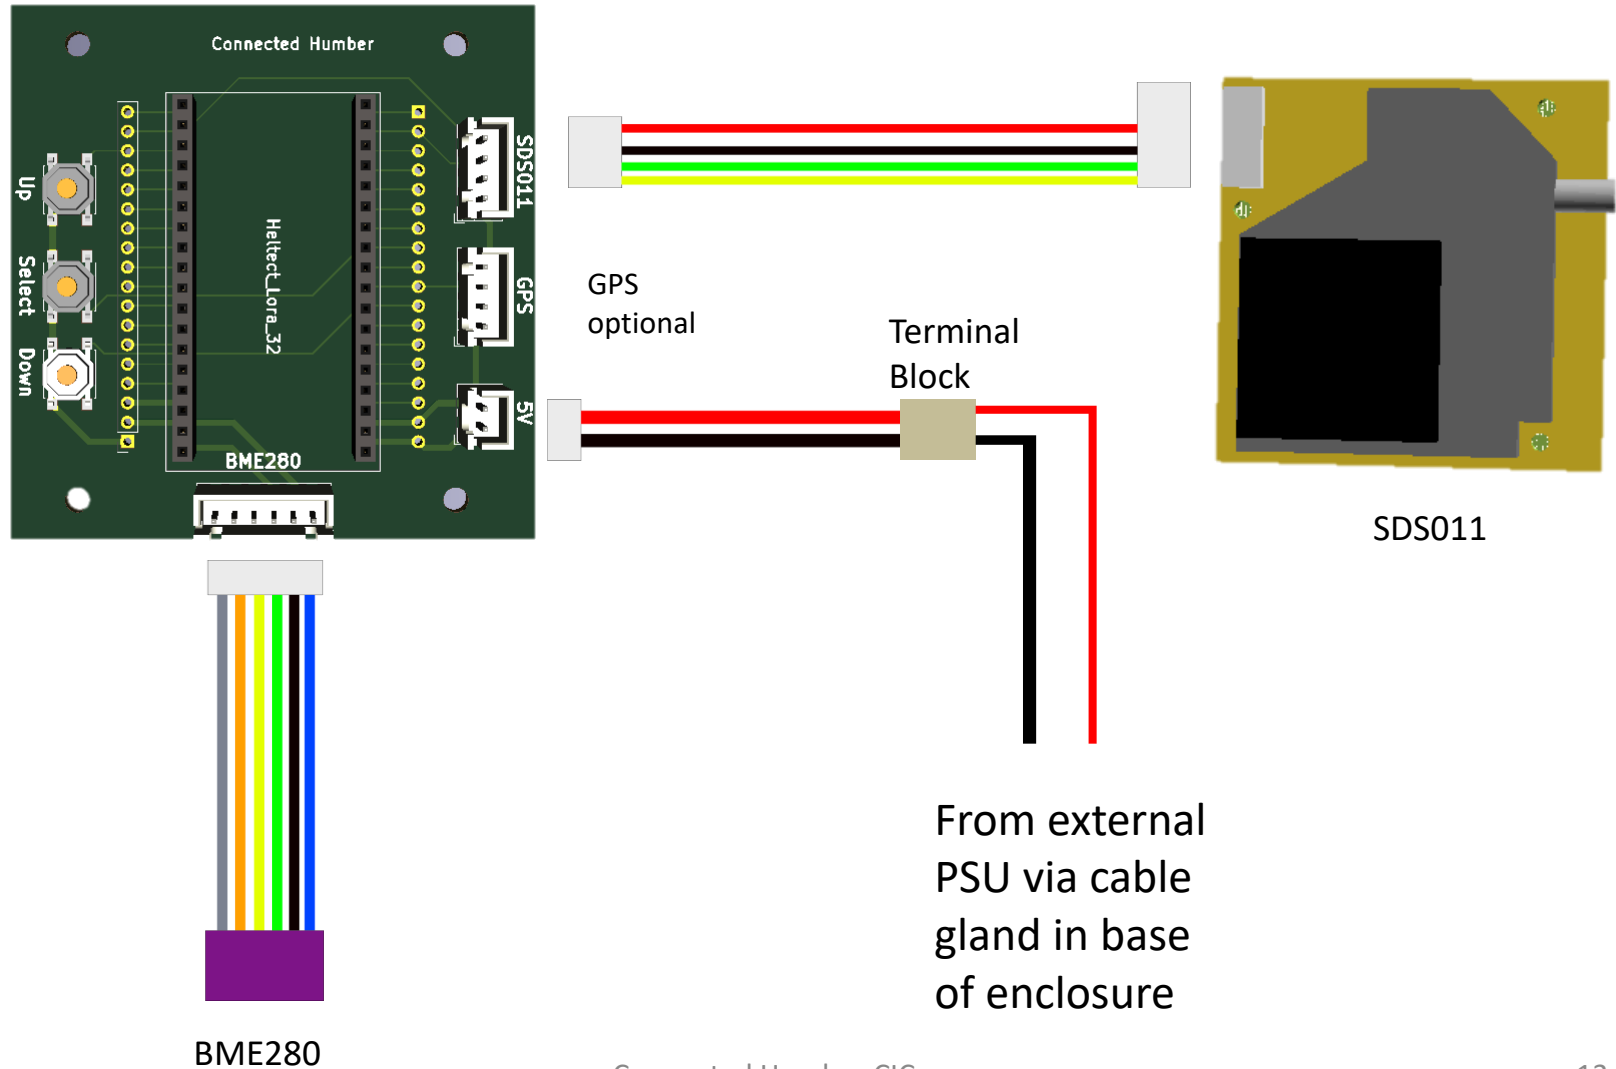 Connected Humber
Up
Select
Down
Heltect_Lora_32
SDS011
GPS
5V
BME280
GPS
optional
Terminal
Block
SDS011
From external
PSU via cable
gland in base
of enclosure
BME280